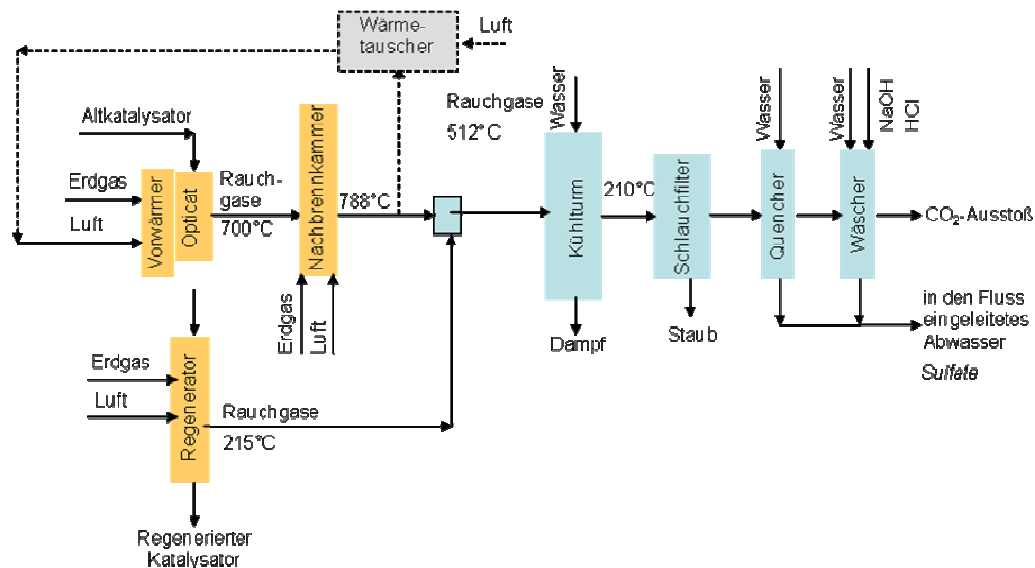 Wärme-
tauscher
Luft
Altkatalysator
Erdgas
Luft
Vorwärmer
Opticat
Rauch-
gase
700°C
Nachbrennkammer
788°C
Erdgas
Luft
Rauchgase
512°C
Wasser
Kühlturm
Dampf
210°C
Schlauchfilter
Staub
Wasser
Quencher
Wasser
NaOH
HCl
Wäscher
CO₂-Ausstoß
in den Fluss
eingeleitetes
Abwasser
Sulfate
Erdgas
Luft
Regenerator
Rauchgase
215°C
Regenerierter
Katalysator